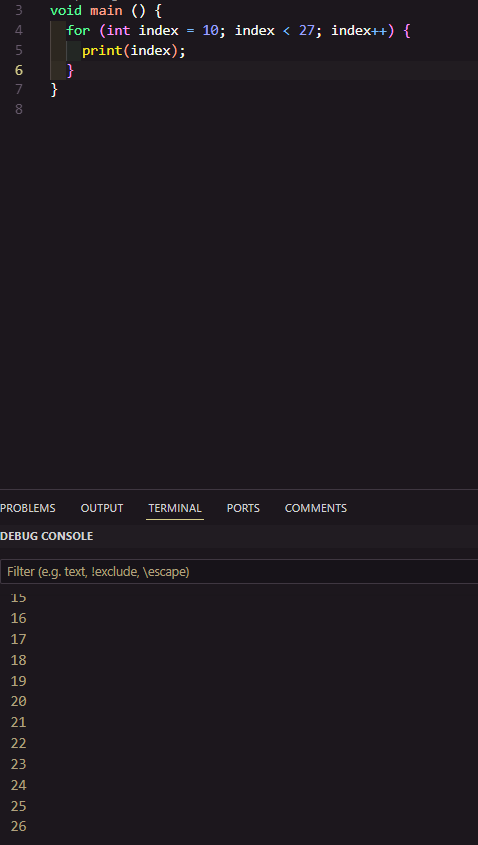 3 void main () {
4 for (int index = 10; index < 27; index++) {
5 print(index);
6 }
7 }
8
PROBLEMS OUTPUT TERMINAL PORTS COMMENTS
DEBUG CONSOLE
Filter (e.g. text, !exclude, \escape)
15
16
17
18
19
20
21
22
23
24
25
26